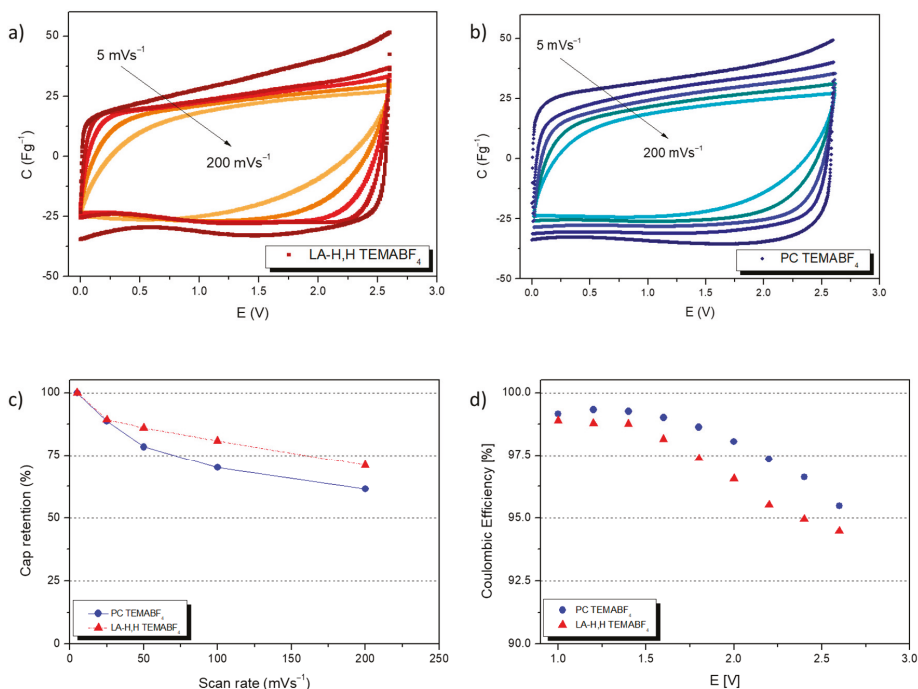 a)
50
25
0
-25
-50
C (Fg⁻¹)
5 mVs⁻¹
200 mVs⁻¹
LA-H,H TEMABF₄
0.0 0.5 1.0 1.5 2.0 2.5 3.0
E (V)
b)
50
25
0
-25
-50
C (Fg⁻¹)
5 mVs⁻¹
200 mVs⁻¹
PC TEMABF₄
0.0 0.5 1.0 1.5 2.0 2.5 3.0
E (V)
c)
100
75
50
25
0
Cap retention (%)
PC TEMABF₄
LA-H,H TEMABF₄
0 50 100 150 200 250
Scan rate (mVs⁻¹)
d)
100.0
97.5
95.0
92.5
90.0
Coulombic Efficiency [%]
PC TEMABF₄
LA-H,H TEMABF₄
1.0 1.5 2.0 2.5 3.0
E [V]